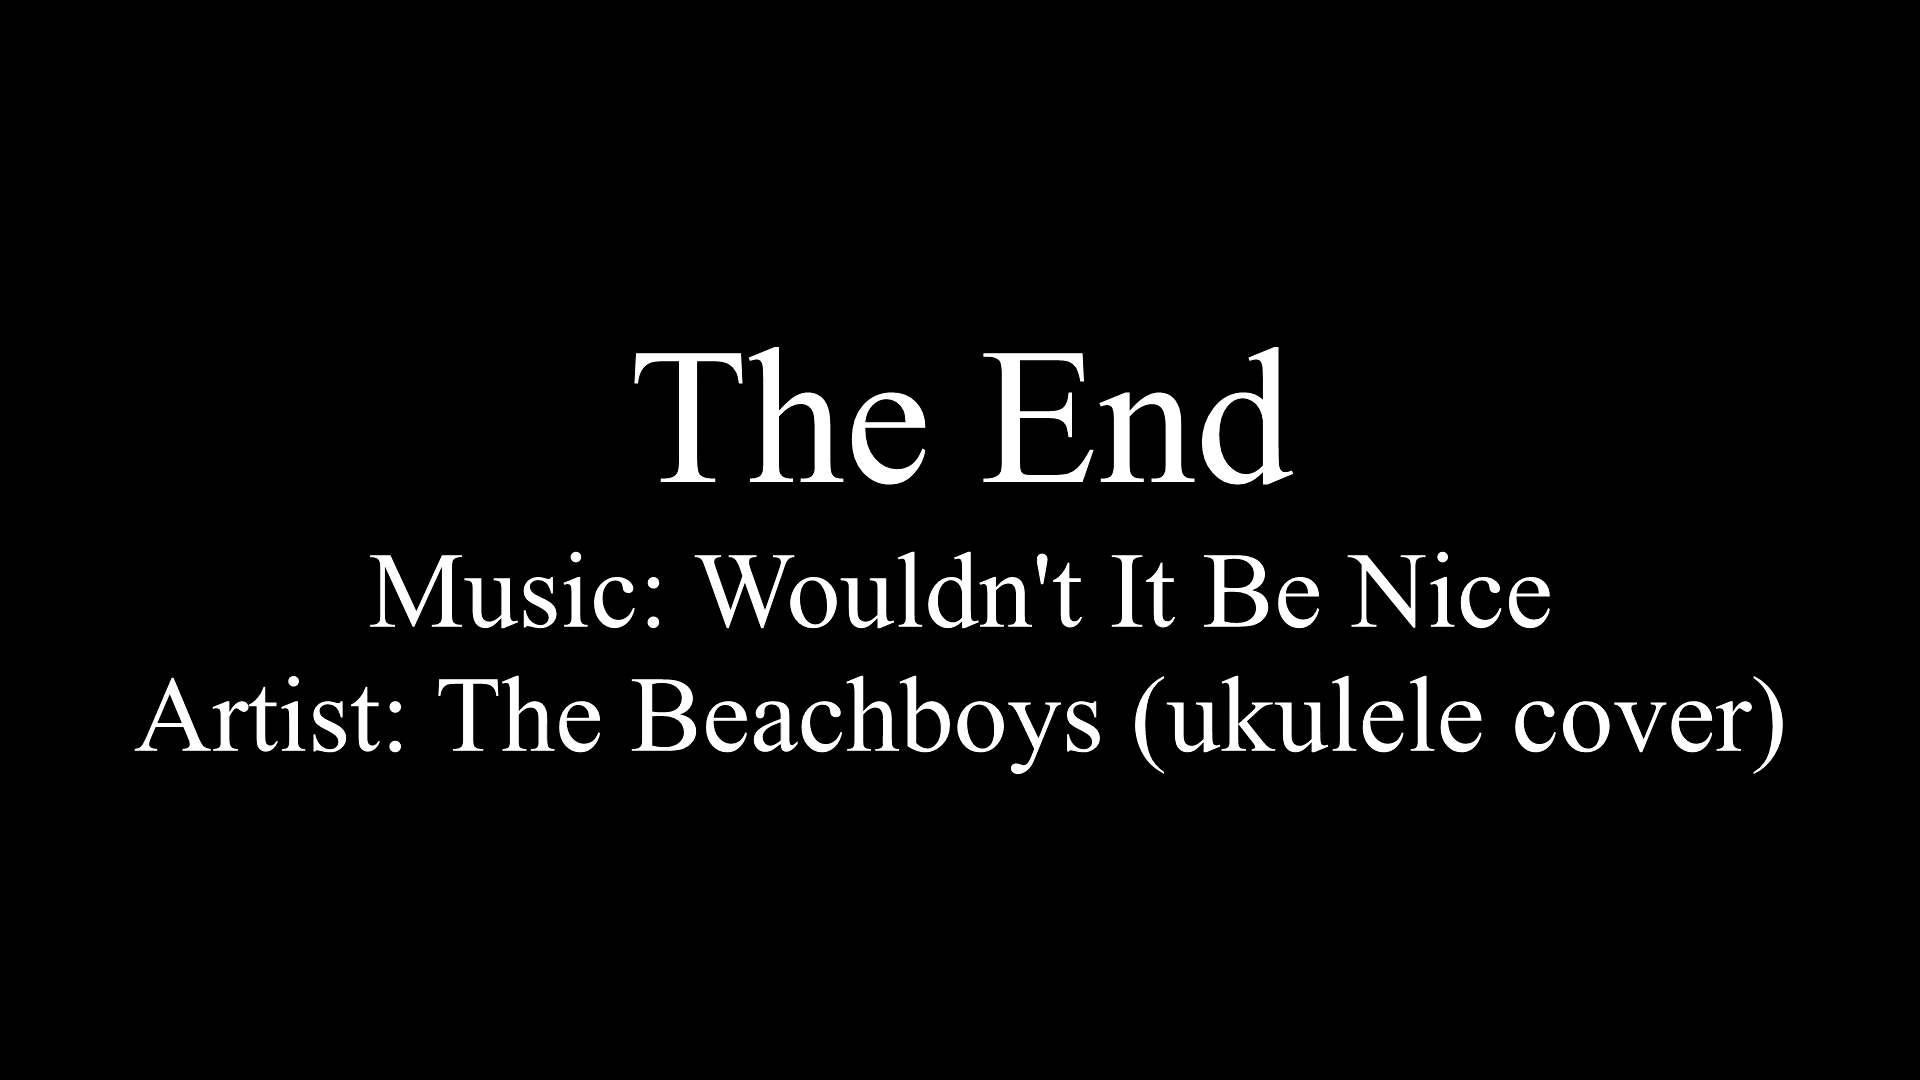 The End
Music: Wouldn't It Be Nice
Artist: The Beachboys (ukulele cover)